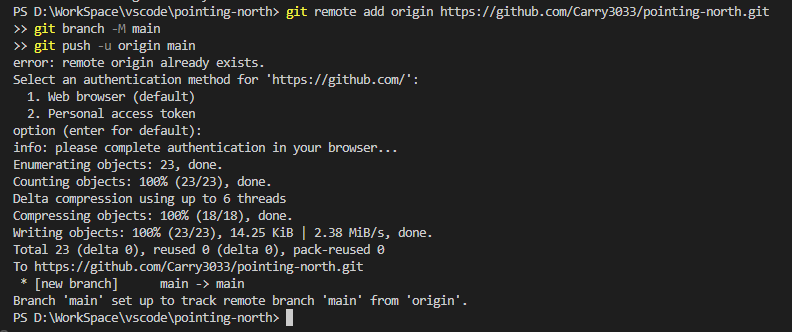 PS D:\WorkSpace\vscode\pointing-north> git remote add origin https://github.com/Carry3033/pointing-north.git
>> git branch -M main
>> git push -u origin main
error: remote origin already exists.
Select an authentication method for 'https://github.com/':
  1. Web browser (default)
  2. Personal access token
option (enter for default):
info: please complete authentication in your browser...
Enumerating objects: 23, done.
Counting objects: 100% (23/23), done.
Delta compression using up to 6 threads
Compressing objects: 100% (18/18), done.
Writing objects: 100% (23/23), 14.25 KiB | 2.38 MiB/s, done.
Total 23 (delta 0), reused 0 (delta 0), pack-reused 0
To https://github.com/Carry3033/pointing-north.git
 * [new branch]      main -> main
Branch 'main' set up to track remote branch 'main' from 'origin'.
PS D:\WorkSpace\vscode\pointing-north>